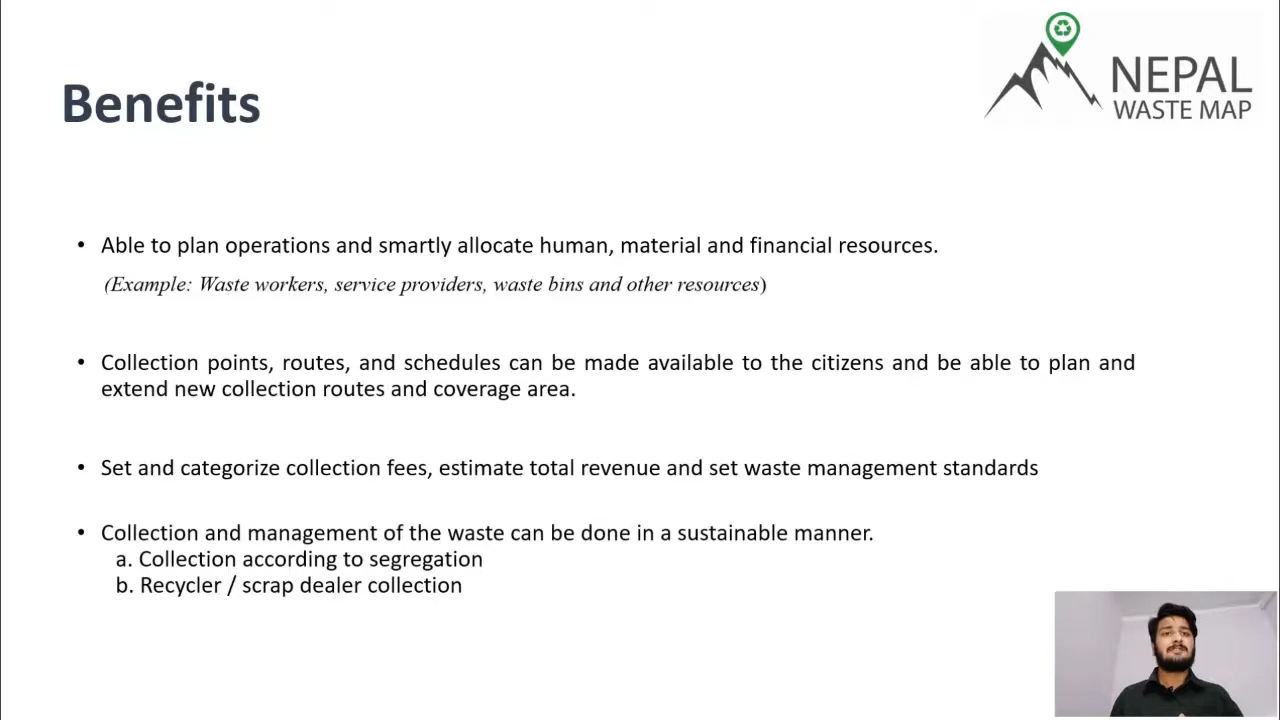 NEPAL
WASTE MAP
Benefits
• Able to plan operations and smartly allocate human, material and financial resources.
(Example: Waste workers, service providers, waste bins and other resources)
• Collection points, routes, and schedules can be made available to the citizens and be able to plan and
extend new collection routes and coverage area.
• Set and categorize collection fees, estimate total revenue and set waste management standards
• Collection and management of the waste can be done in a sustainable manner.
a. Collection according to segregation
b. Recycler / scrap dealer collection